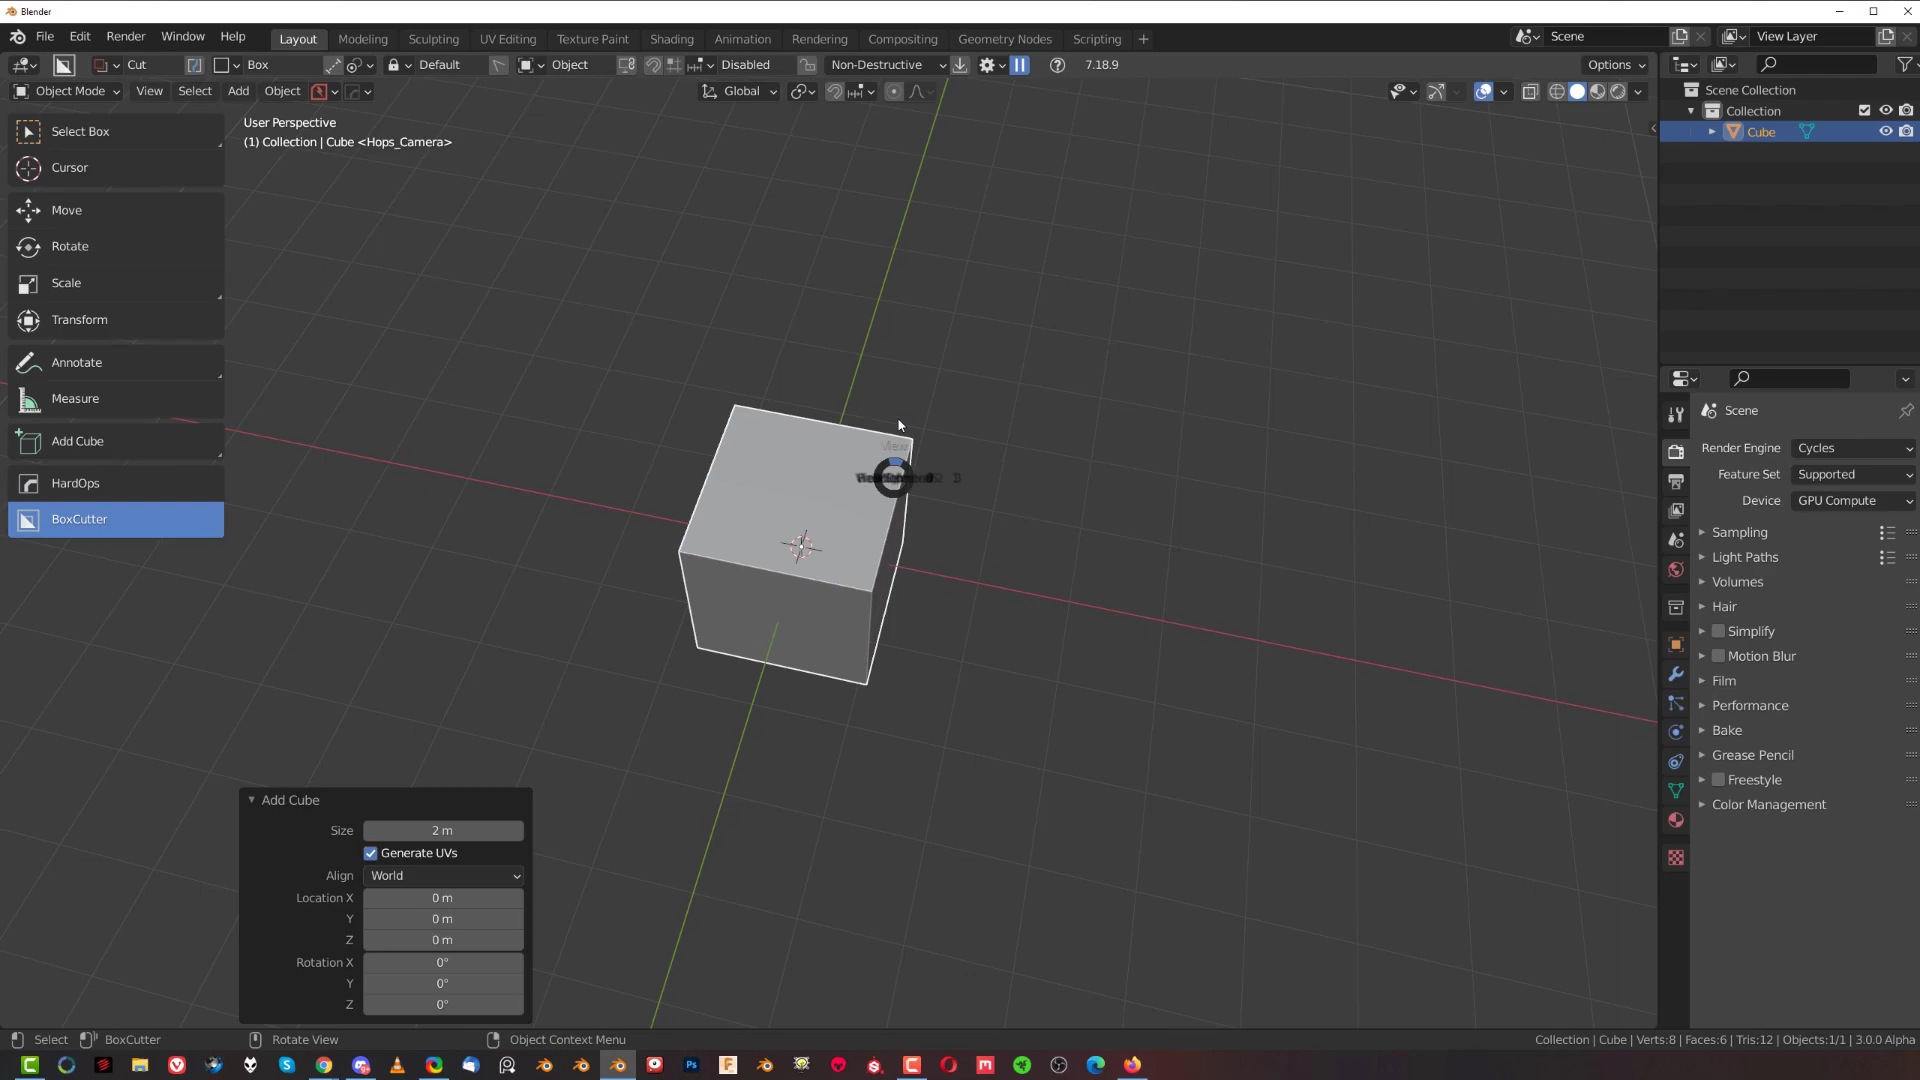 Blender
File Edit Render Window Help Layout Modeling Sculpting UV Editing Texture Paint Shading Animation Rendering Compositing Geometry Nodes Scripting + Scene View Layer
Cut Box Default Object Disabled Non-Destructive 7.18.9 Options
Object Mode View Select Add Object Global
User Perspective
(1) Collection | Cube <Hops_Camera>
Select Box
Cursor
Move
Rotate
Scale
Transform
Annotate
Measure
Add Cube
HardOps
BoxCutter
View
Add Cube
Size 2 m
Generate UVs
Align World
Location X 0 m
Y 0 m
Z 0 m
Rotation X 0°
Y 0°
Z 0°
Scene Collection
Collection
Cube
Scene
Render Engine Cycles
Feature Set Supported
Device GPU Compute
Sampling
Light Paths
Volumes
Hair
Simplify
Motion Blur
Film
Performance
Bake
Grease Pencil
Freestyle
Color Management
Select BoxCutter Rotate View Object Context Menu Collection | Cube | Verts:8 | Faces:6 | Tris:12 | Objects:1/1 | 3.0.0 Alpha
Ps